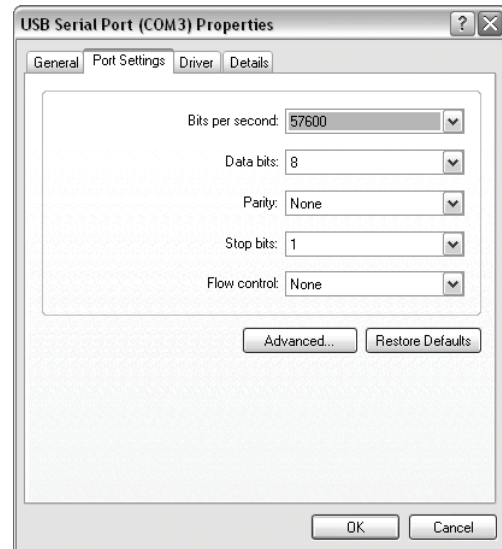 USB Serial Port (COM3) Properties ? X
General Port Settings Driver Details
Bits per second: 57600
Data bits: 8
Parity: None
Stop bits: 1
Flow control: None
Advanced... Restore Defaults
OK Cancel